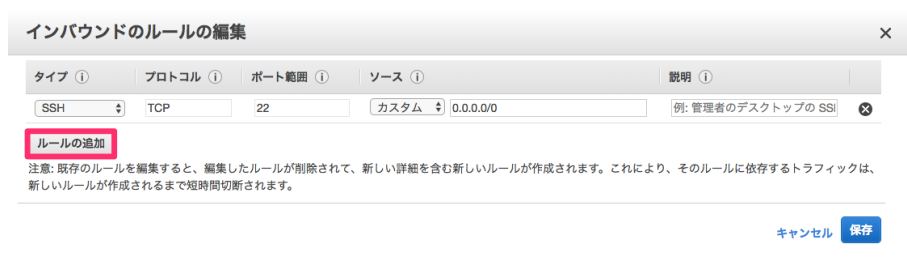 インバウンドのルールの編集 ×
タイプ i プロトコル i ポート範囲 i ソース i 説明 i
SSH TCP 22 カスタム 0.0.0.0/0 例: 管理者のデスクトップの SSI
ルールの追加
注意: 既存のルールを編集すると、編集したルールが削除されて、新しい詳細を含む新しいルールが作成されます。これにより、そのルールに依存するトラフィックは、
新しいルールが作成されるまで短時間切断されます。
キャンセル 保存